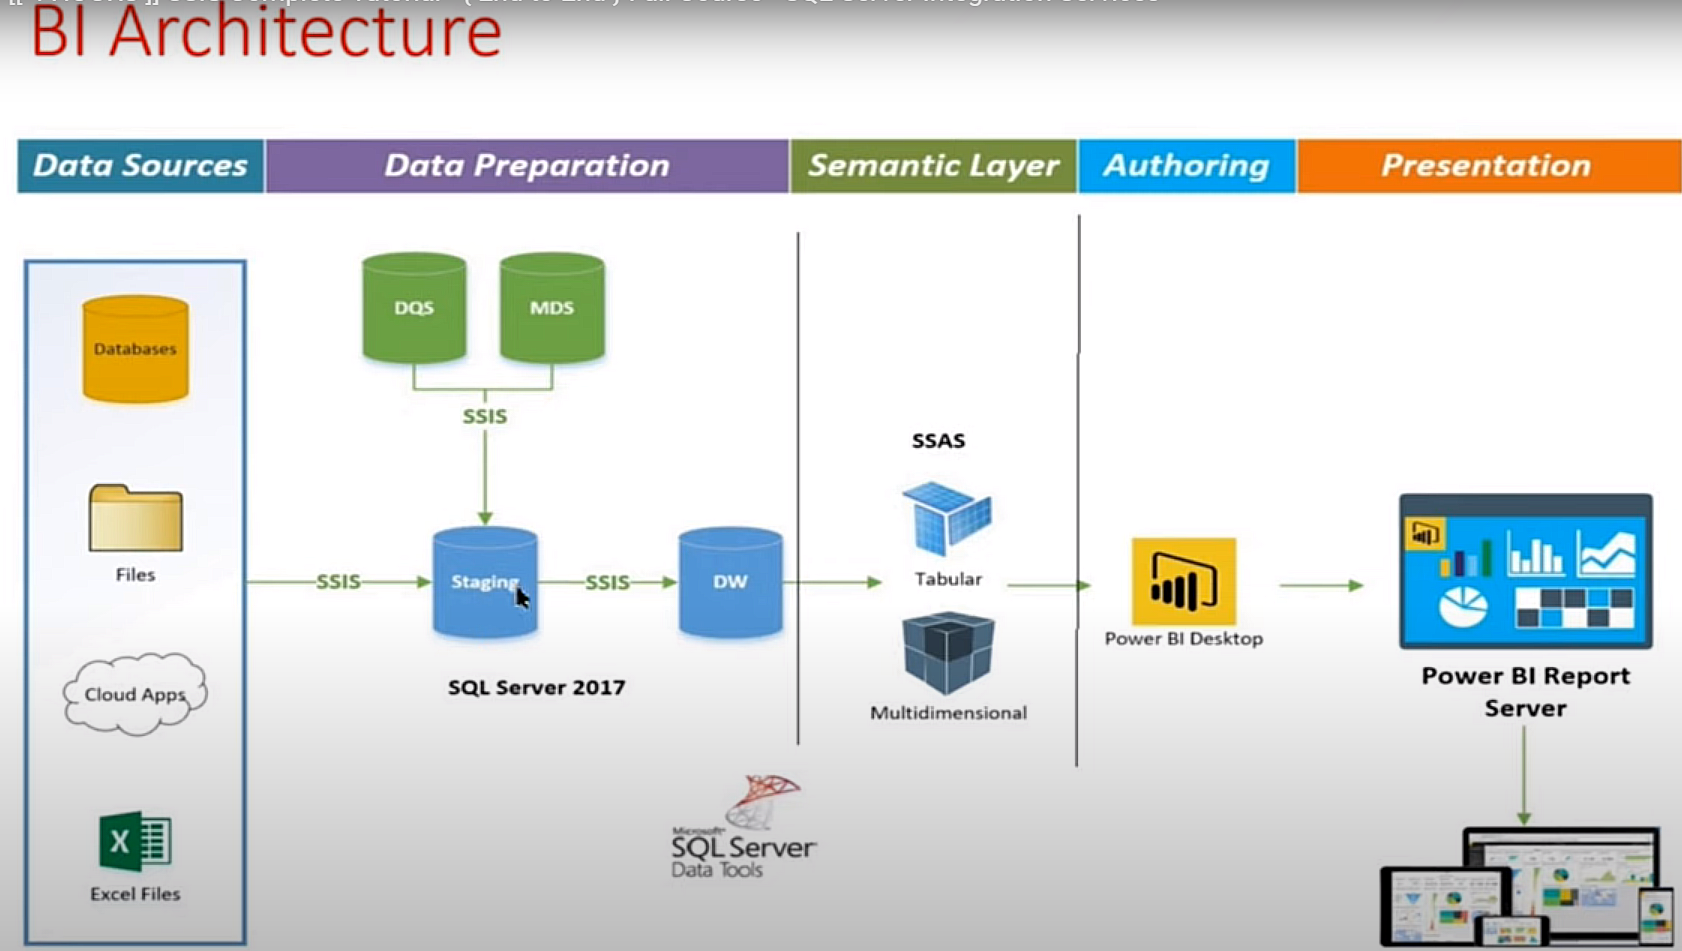 BI Architecture
Data Sources
Data Preparation
Semantic Layer
Authoring
Presentation
Databases
Files
Cloud Apps
Excel Files
DQS
MDS
SSIS
SSIS
Staging
SSIS
DW
SQL Server 2017
Microsoft
SQL Server
Data Tools
SSAS
Tabular
Multidimensional
Power BI Desktop
Power BI Report
Server